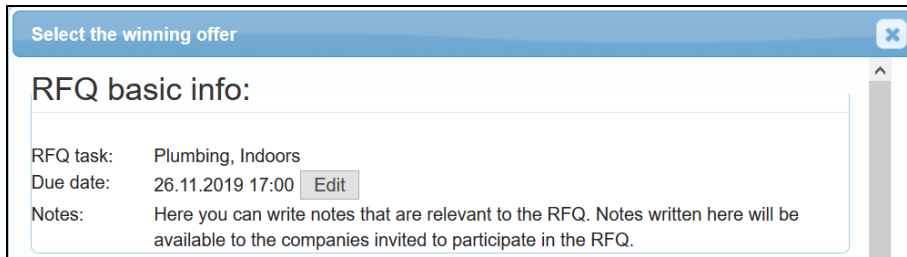 Select the winning offer
RFQ basic info:
RFQ task: Plumbing, Indoors
Due date: 26.11.2019 17:00 Edit
Notes: Here you can write notes that are relevant to the RFQ. Notes written here will be
available to the companies invited to participate in the RFQ.